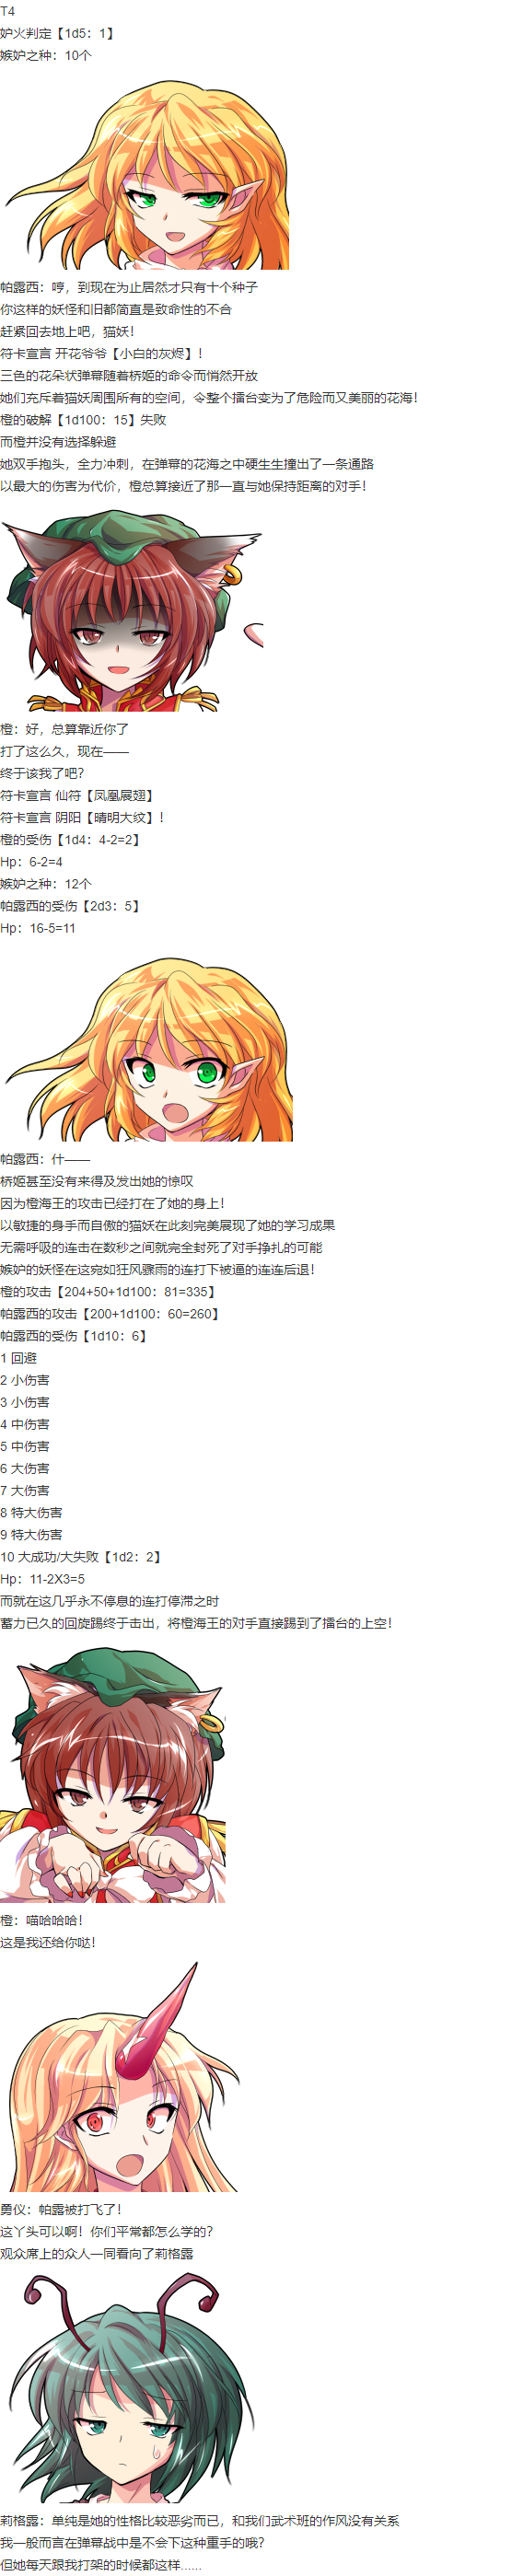 T4
妒火判定【1d5：1】
嫉妒之种：10个
帕露西：哼，到现在为止居然才只有十个种子
你这样的妖怪和旧都简直是致命性的不合
赶紧回去地上吧，猫妖！
符卡宣言 开花爷爷【小白的灰烬】！
三色的花朵状弹幕随着桥姬的命令而悄然开放
她们充斥着猫妖周围所有的空间，令整个擂台变为了危险而又美丽的花海！
橙的破解【1d100：15】失败
而橙并没有选择躲避
她双手抱头，全力冲刺，在弹幕的花海之中硬生生撞出了一条通路
以最大的伤害为代价，橙总算接近了那一直与她保持距离的对手！
橙：好，总算靠近你了
打了这么久，现在——
终于该我了吧？
符卡宣言 仙符【凤凰展翅】
符卡宣言 阴阳【晴明大纹】！
橙的受伤【1d4：4-2=2】
Hp：6-2=4
嫉妒之种：12个
帕露西的受伤【2d3：5】
Hp：16-5=11
帕露西：什——
桥姬甚至没有来得及发出她的惊叹
因为橙海王的攻击已经打在了她的身上！
以敏捷的身手而自傲的猫妖在此刻完美展现了她的学习成果
无需呼吸的连击在数秒之间就完全封死了对手挣扎的可能
嫉妒的妖怪在这宛如狂风骤雨的连打下被逼的连连后退！
橙的攻击【204+50+1d100：81=335】
帕露西的攻击【200+1d100：60=260】
帕露西的受伤【1d10：6】
1 回避
2 小伤害
3 小伤害
4 中伤害
5 中伤害
6 大伤害
7 大伤害
8 特大伤害
9 特大伤害
10 大成功/大失败【1d2：2】
Hp：11-2X3=5
而就在这几乎永不停息的连打停滞之时
蓄力已久的回旋踢终于击出，将橙海王的对手直接踢到了擂台的上空！
橙：喵哈哈哈！
这是我还给你哒！
勇仪：帕露被打飞了！
这丫头可以啊！你们平常都怎么学的？
观众席上的众人一同看向了莉格露
莉格露：单纯是她的性格比较恶劣而已，和我们武术班的作风没有关系
我一般而言在弹幕战中是不会下这种重手的哦？
但她每天跟我打架的时候都这样......